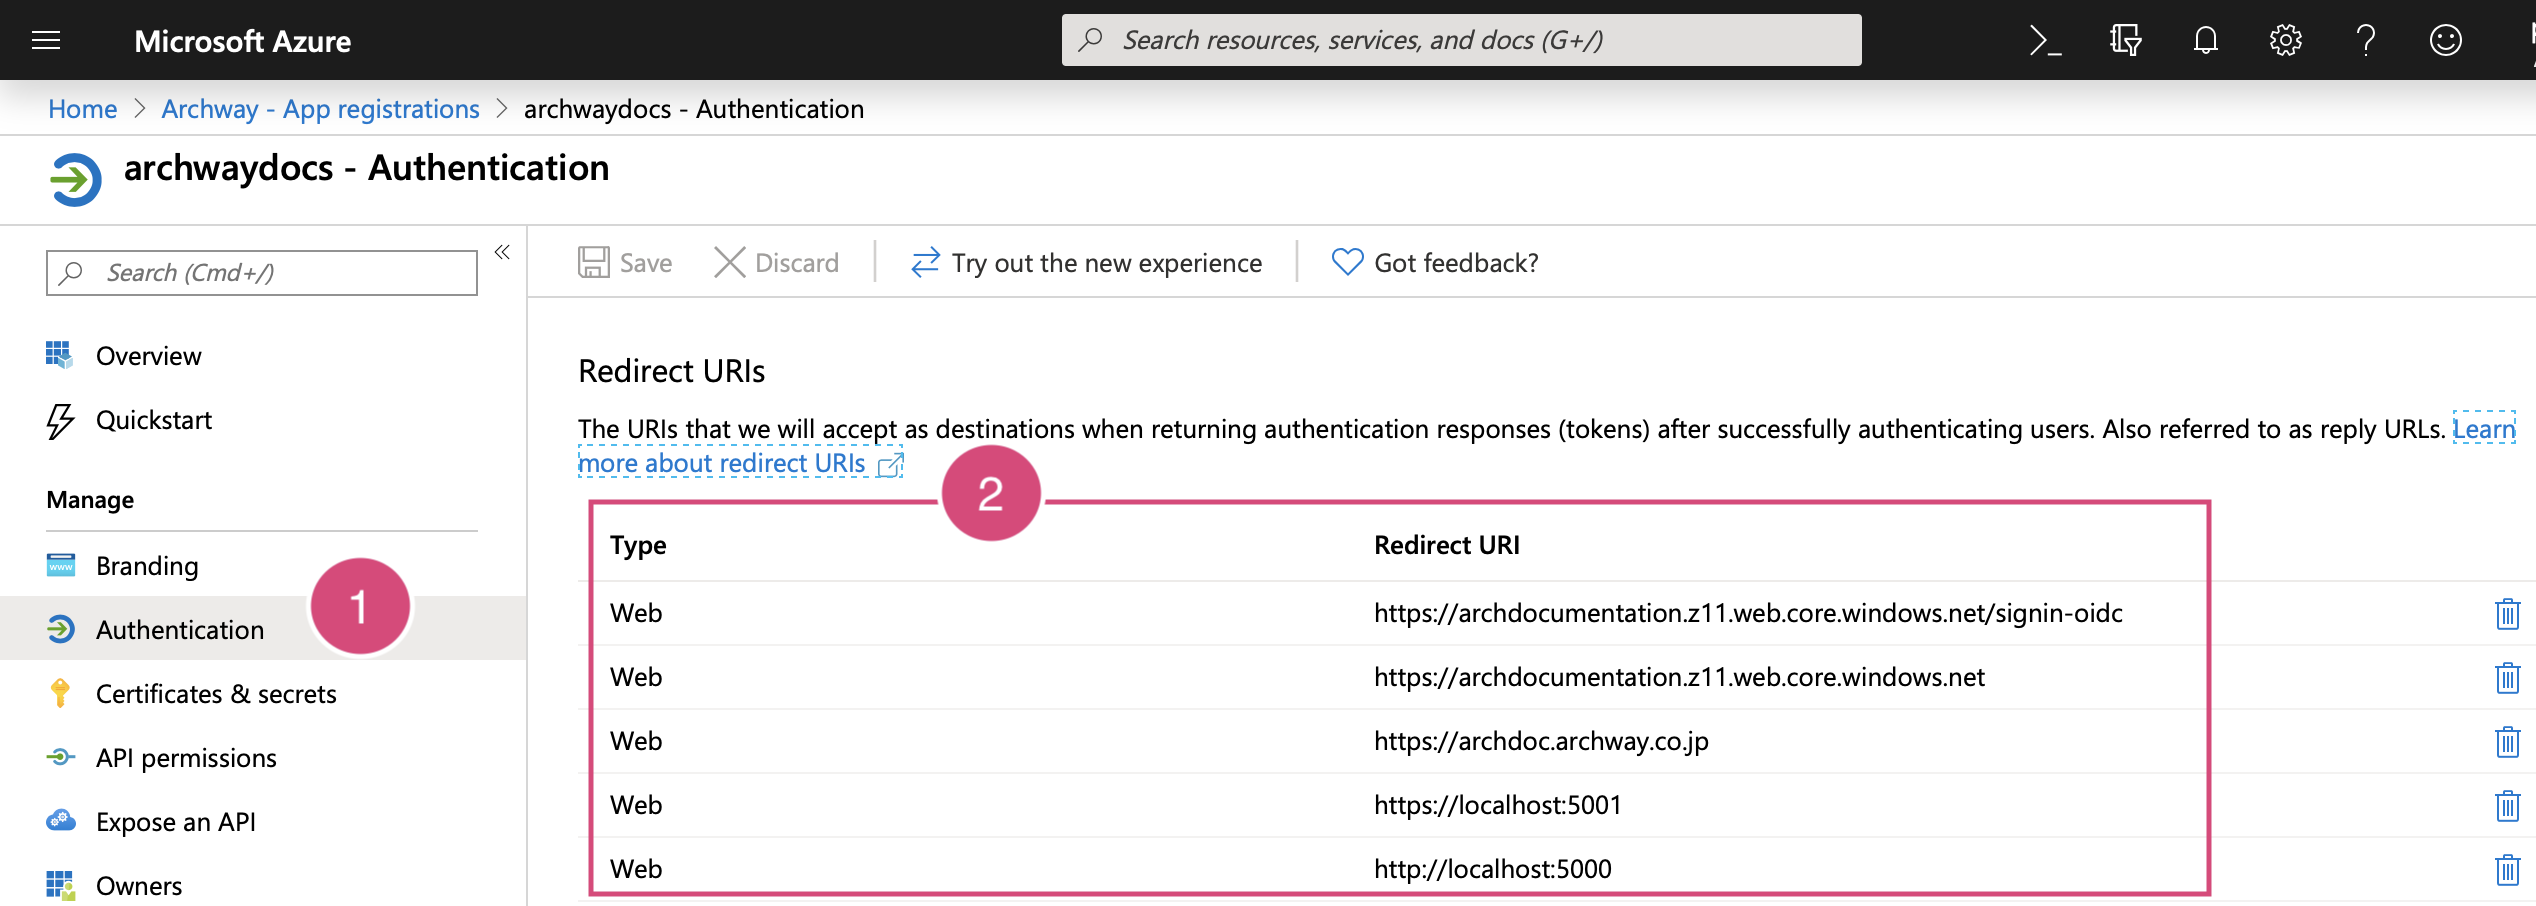 Microsoft Azure
Search resources, services, and docs (G+/)
Home > Archway - App registrations > archwaydocs - Authentication
archwaydocs - Authentication
Search (Cmd+/)
«
Save
Discard
Try out the new experience
Got feedback?
Overview
Quickstart
Manage
Branding
Authentication
Certificates & secrets
API permissions
Expose an API
Owners
1
Redirect URIs
The URIs that we will accept as destinations when returning authentication responses (tokens) after successfully authenticating users. Also referred to as reply URLs. Learn
more about redirect URIs
2
Type Redirect URI
Web https://archdocumentation.z11.web.core.windows.net/signin-oidc
Web https://archdocumentation.z11.web.core.windows.net
Web https://archdoc.archway.co.jp
Web https://localhost:5001
Web http://localhost:5000